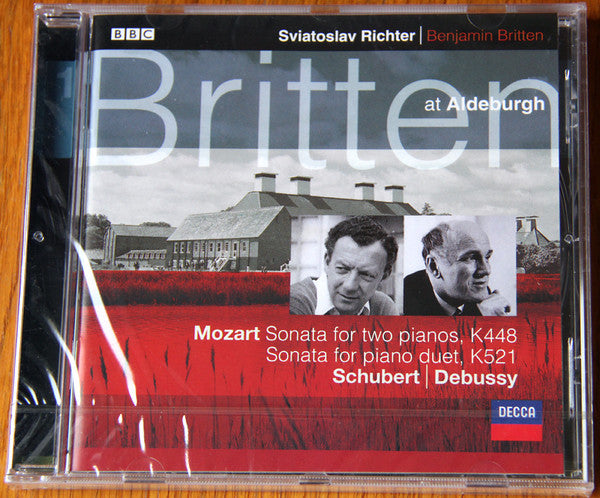 BBC
Sviatoslav Richter | Benjamin Britten
Britten
at Aldeburgh
1
Mozart Sonata for two pianos, K448
Sonata for piano duet, K521
Schubert | Debussy
DECCA